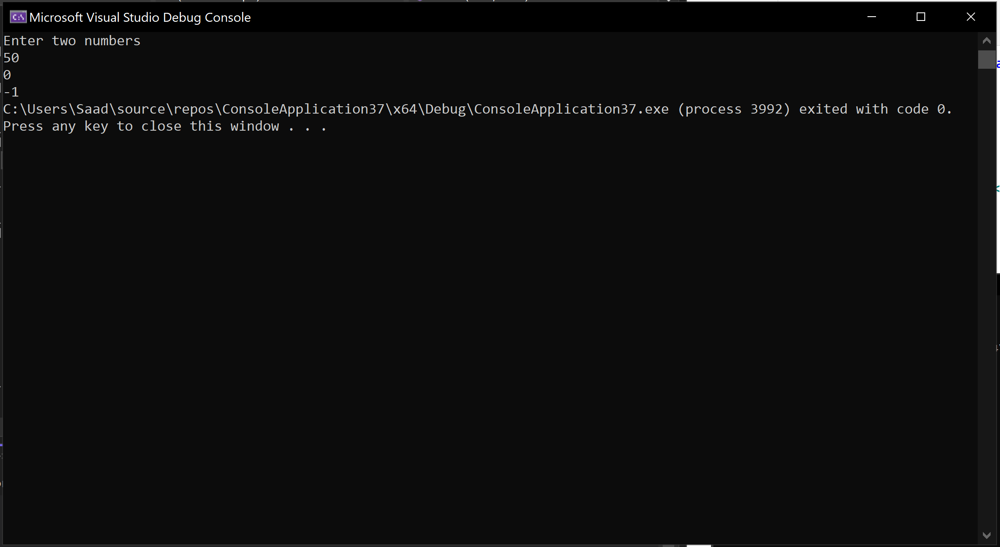 C:\ Microsoft Visual Studio Debug Console
Enter two numbers
50
0
-1
C:\Users\Saad\source\repos\ConsoleApplication37\x64\Debug\ConsoleApplication37.exe (process 3992) exited with code 0.
Press any key to close this window . . .